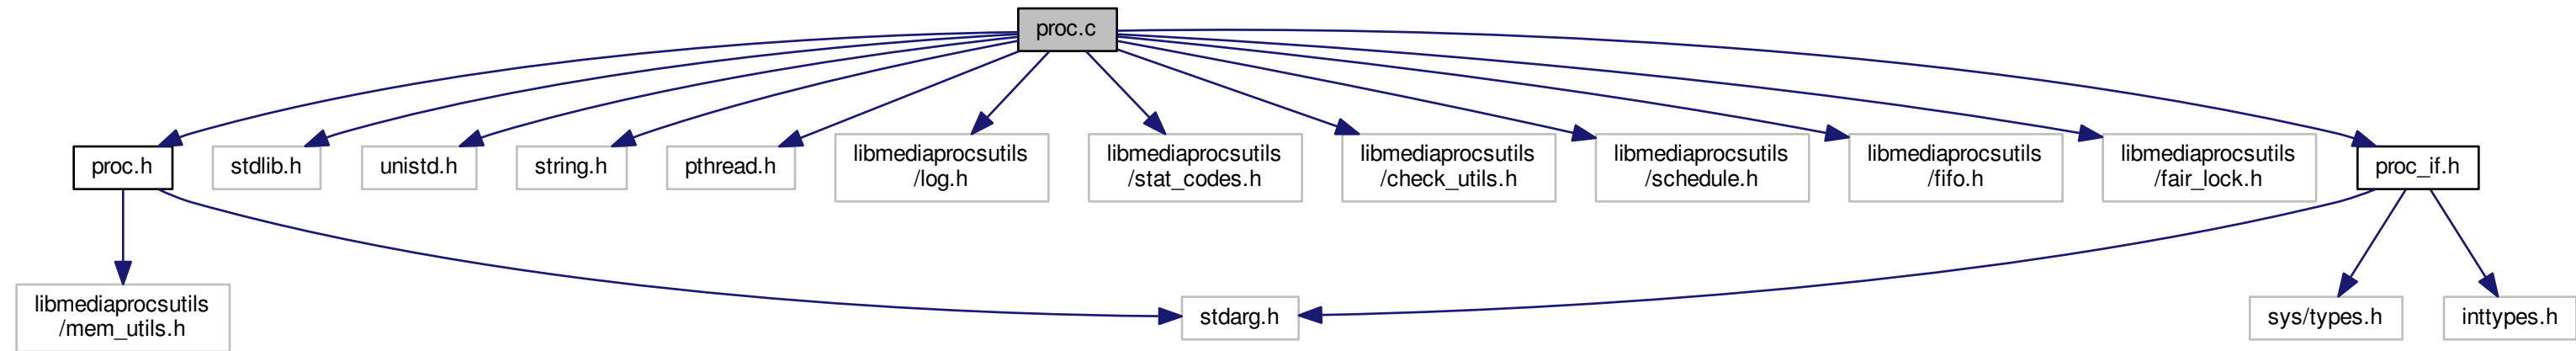 proc.c
proc.h
stdlib.h
unistd.h
string.h
pthread.h
libmediaprocsutils
/log.h
libmediaprocsutils
/stat_codes.h
libmediaprocsutils
/check_utils.h
libmediaprocsutils
/schedule.h
libmediaprocsutils
/fifo.h
libmediaprocsutils
/fair_lock.h
proc_if.h
libmediaprocsutils
/mem_utils.h
stdarg.h
sys/types.h
inttypes.h